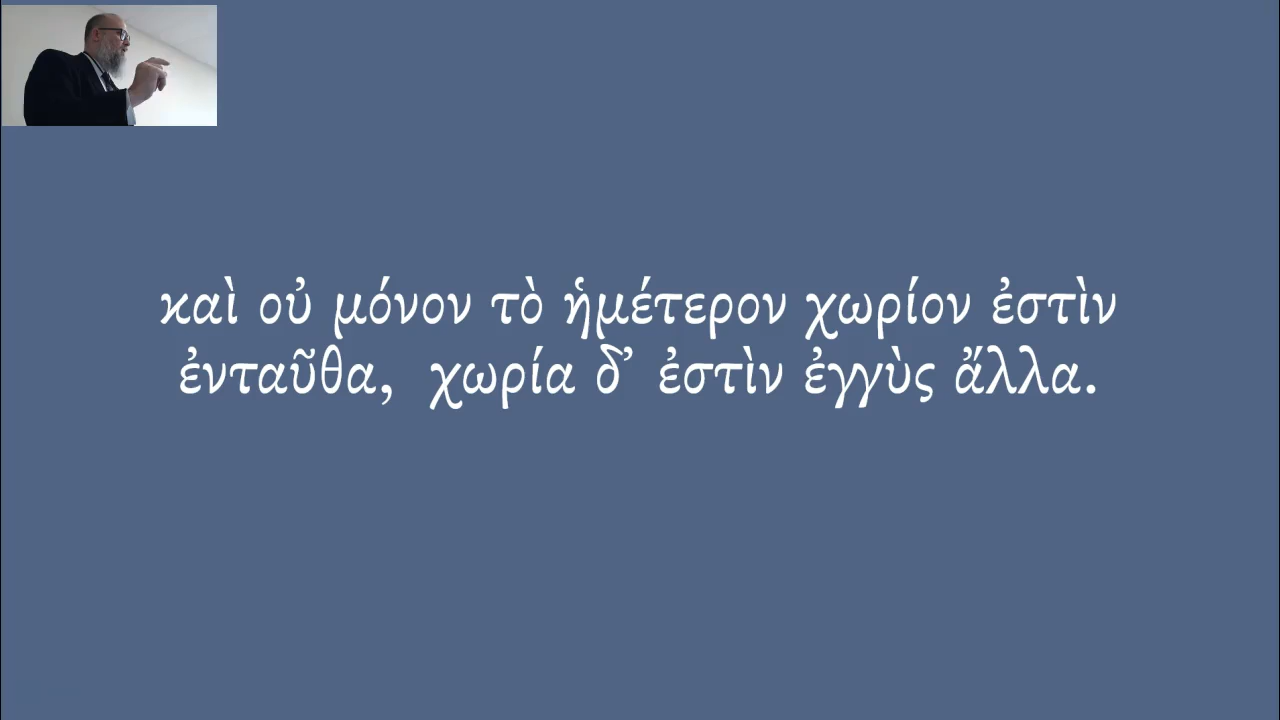 καὶ οὐ μόνον τὸ ἡμέτερον χωρίον ἐστὶν
ἐνταῦθα, χωρία δ’ ἐστὶν ἐγγὺς ἄλλα.